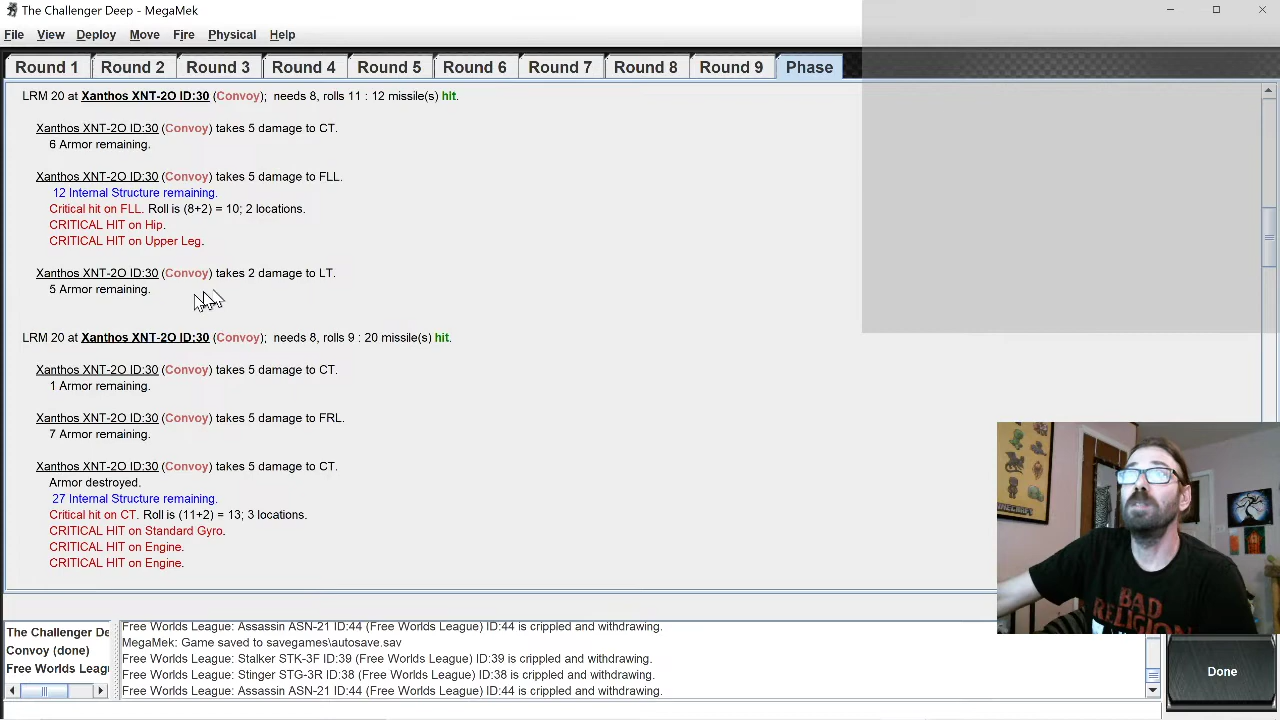 The Challenger Deep - MegaMek
File View Deploy Move Fire Physical Help
Round 1 Round 2 Round 3 Round 4 Round 5 Round 6 Round 7 Round 8 Round 9 Phase
LRM 20 at Xanthos XNT-2O ID:30 (Convoy); needs 8, rolls 11 : 12 missile(s) hit.
Xanthos XNT-2O ID:30 (Convoy) takes 5 damage to CT.
6 Armor remaining.
Xanthos XNT-2O ID:30 (Convoy) takes 5 damage to FLL.
12 Internal Structure remaining.
Critical hit on FLL. Roll is (8+2) = 10; 2 locations.
CRITICAL HIT on Hip.
CRITICAL HIT on Upper Leg.
Xanthos XNT-2O ID:30 (Convoy) takes 2 damage to LT.
5 Armor remaining.
LRM 20 at Xanthos XNT-2O ID:30 (Convoy); needs 8, rolls 9 : 20 missile(s) hit.
Xanthos XNT-2O ID:30 (Convoy) takes 5 damage to CT.
1 Armor remaining.
Xanthos XNT-2O ID:30 (Convoy) takes 5 damage to FRL.
7 Armor remaining.
Xanthos XNT-2O ID:30 (Convoy) takes 5 damage to CT.
Armor destroyed.
27 Internal Structure remaining.
Critical hit on CT. Roll is (11+2) = 13; 3 locations.
CRITICAL HIT on Standard Gyro.
CRITICAL HIT on Engine.
CRITICAL HIT on Engine.
MINECRAFT
BAD
RELIGION
The Challenger De
Convoy (done)
Free Worlds Leagu
Free Worlds League: Assassin ASN-21 ID:44 (Free Worlds League) ID:44 is crippled and withdrawing.
MegaMek: Game saved to savegames\autosave.sav
Free Worlds League: Stalker STK-3F ID:39 (Free Worlds League) ID:39 is crippled and withdrawing.
Free Worlds League: Stinger STG-3R ID:38 (Free Worlds League) ID:38 is crippled and withdrawing.
Free Worlds League: Assassin ASN-21 ID:44 (Free Worlds League) ID:44 is crippled and withdrawing.
Done